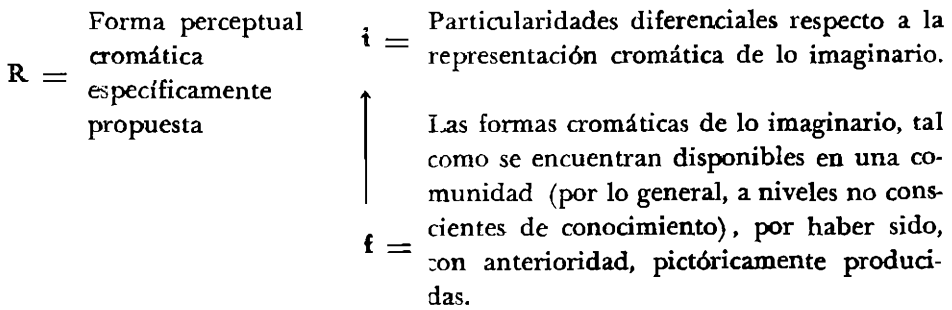 R = Forma perceptual
cromática
específicamente
propuesta
i = Particularidades diferenciales respecto a la
representación cromática de lo imaginario.
f = Las formas cromáticas de lo imaginario, tal
como se encuentran disponibles en una co-
munidad (por lo general, a niveles no cons-
cientes de conocimiento), por haber sido,
con anterioridad, pictóricamente produci-
das.